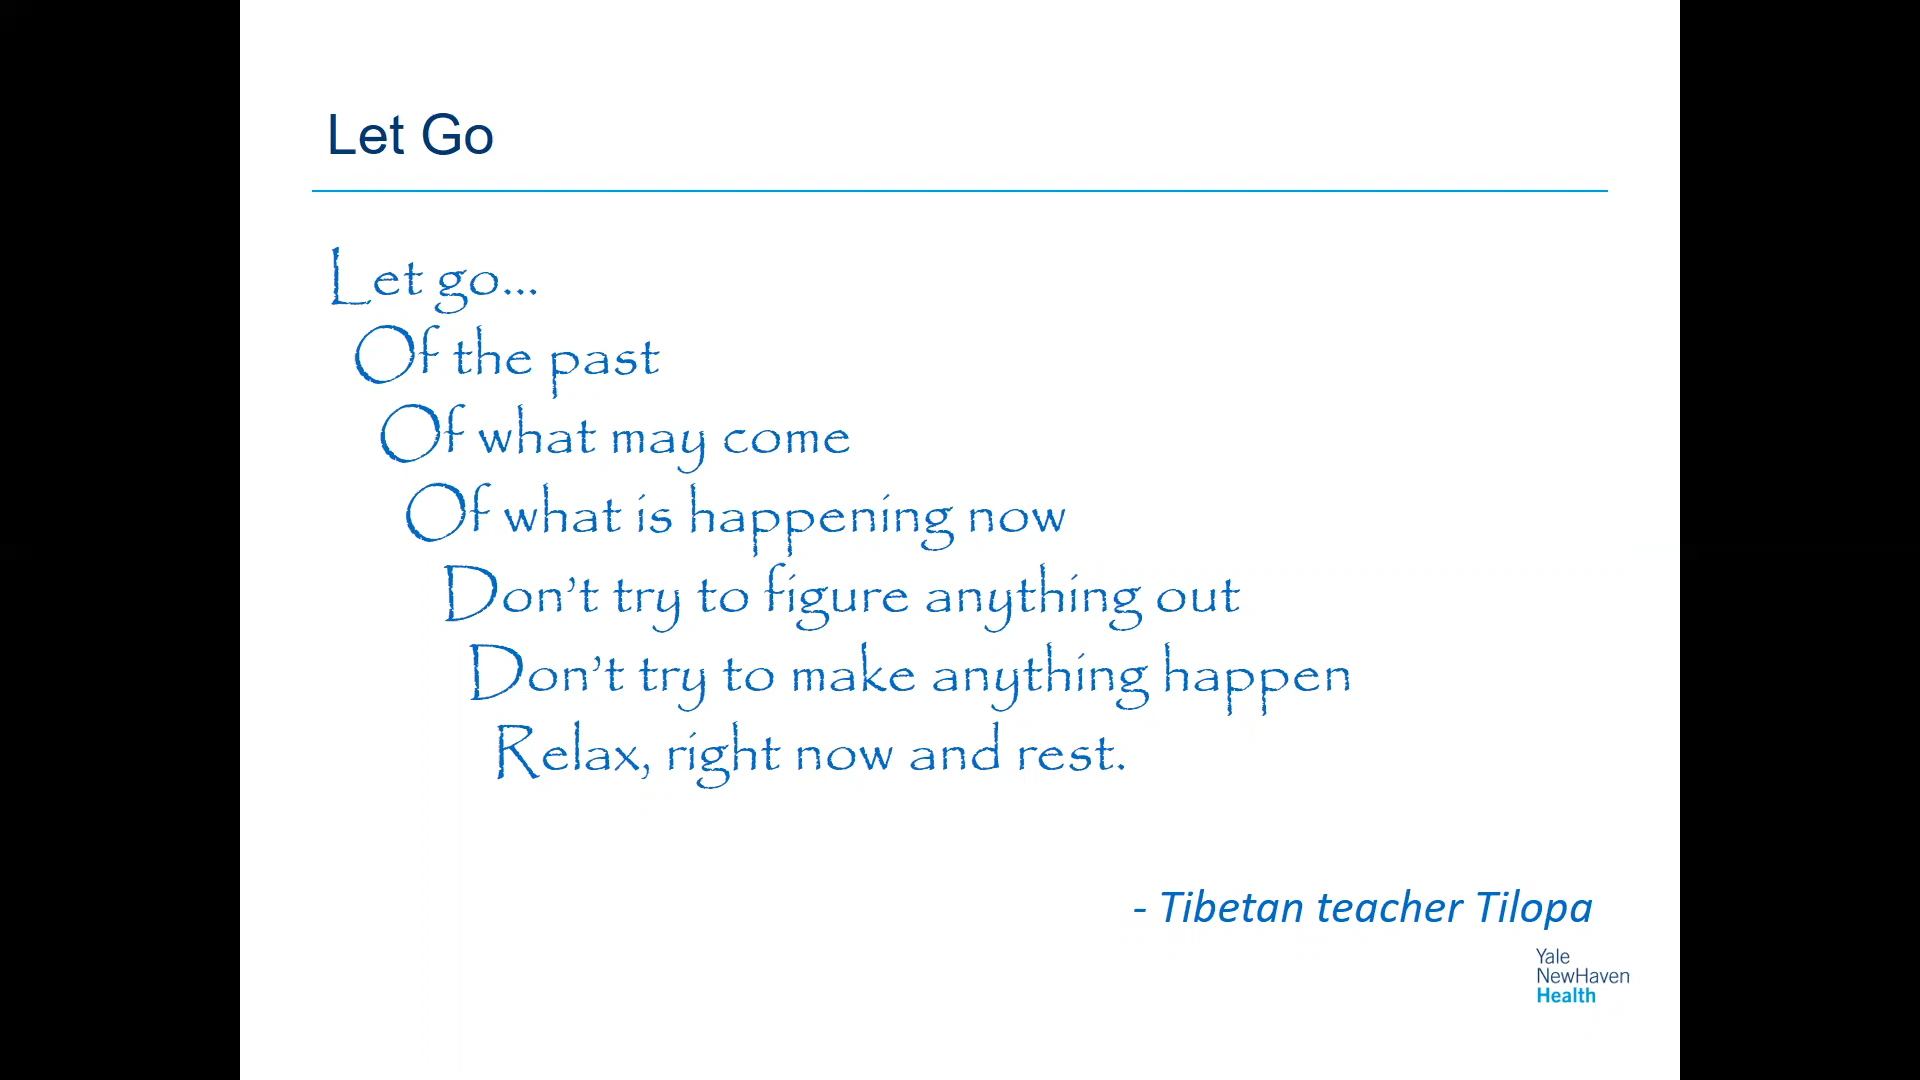 Let Go
Let go...
Of the past
Of what may come
Of what is happening now
Don’t try to figure anything out
Don’t try to make anything happen
Relax, right now and rest.
- Tibetan teacher Tilopa
Yale
NewHaven
Health